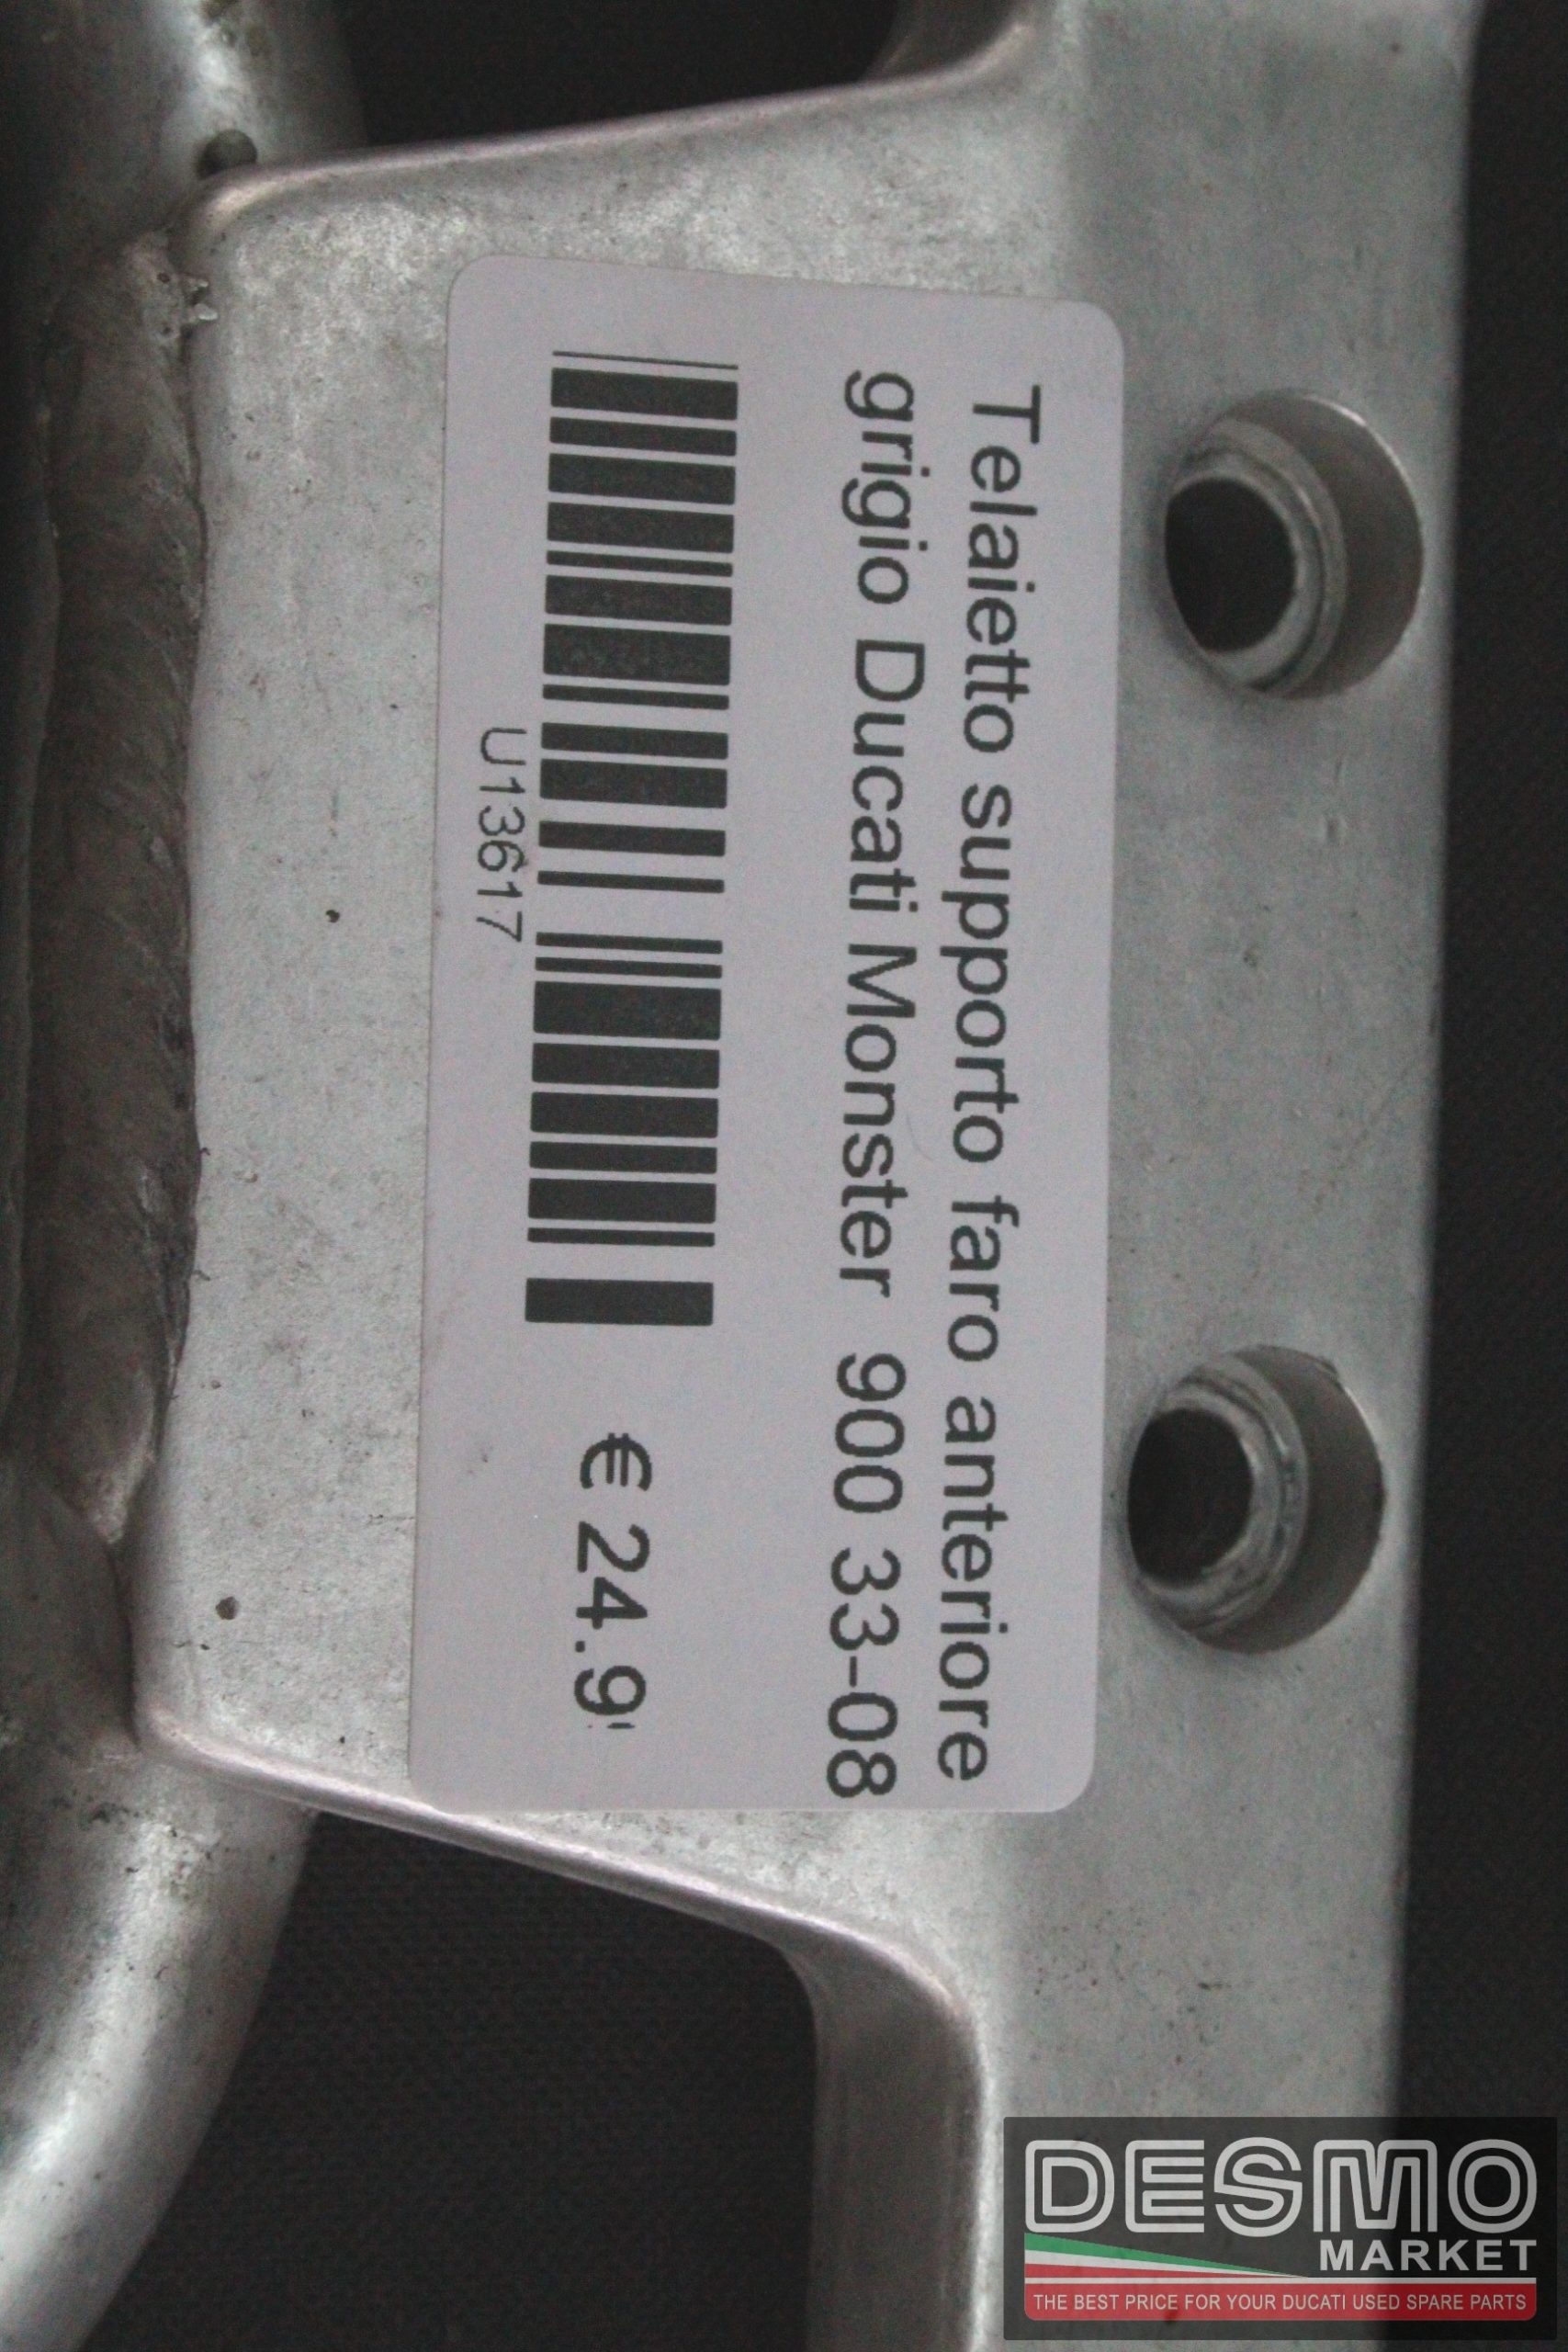 Telaietto supporto faro anteriore
grigio Ducati Monster 900 33-08
U13617
€ 24.9
DESMO
MARKET
THE BEST PRICE FOR YOUR DUCATI USED SPARE PARTS